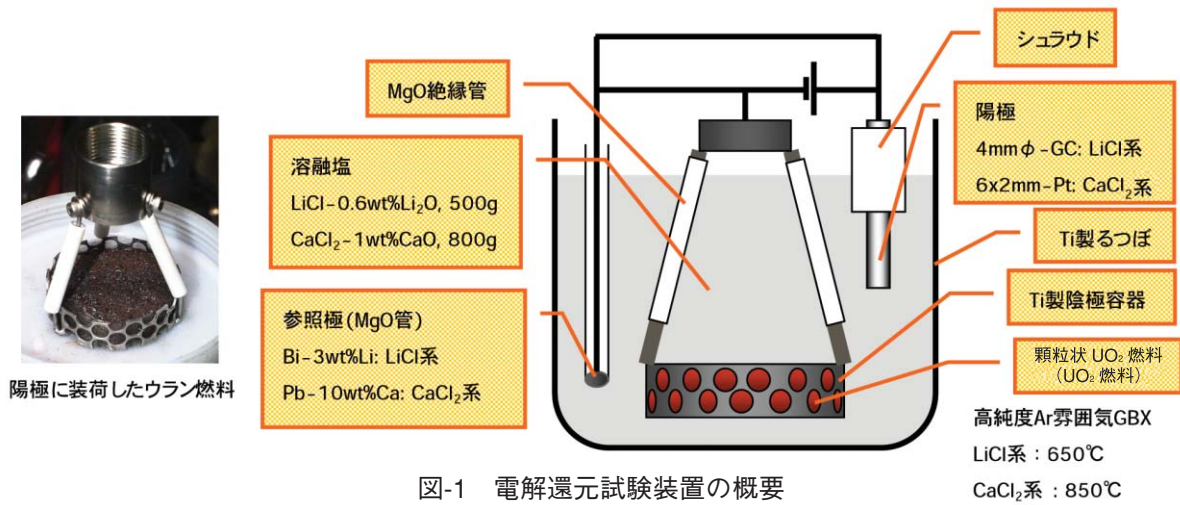 シュラウド
MgO絶縁管
陽極
4mmφ-GC: LiCl系
6x2mm-Pt: CaCl₂系
溶融塩
LiCl-0.6wt%Li₂O, 500g
CaCl₂-1wt%CaO, 800g
Ti製るつぼ
Ti製陰極容器
参照極(MgO管)
Bi-3wt%Li: LiCl系
Pb-10wt%Ca: CaCl₂系
顆粒状 UO₂ 燃料
(UO₂ 燃料)
陽極に装荷したウラン燃料
高純度Ar雰囲気GBX
LiCl系：650℃
CaCl₂系：850℃
図-1 電解還元試験装置の概要